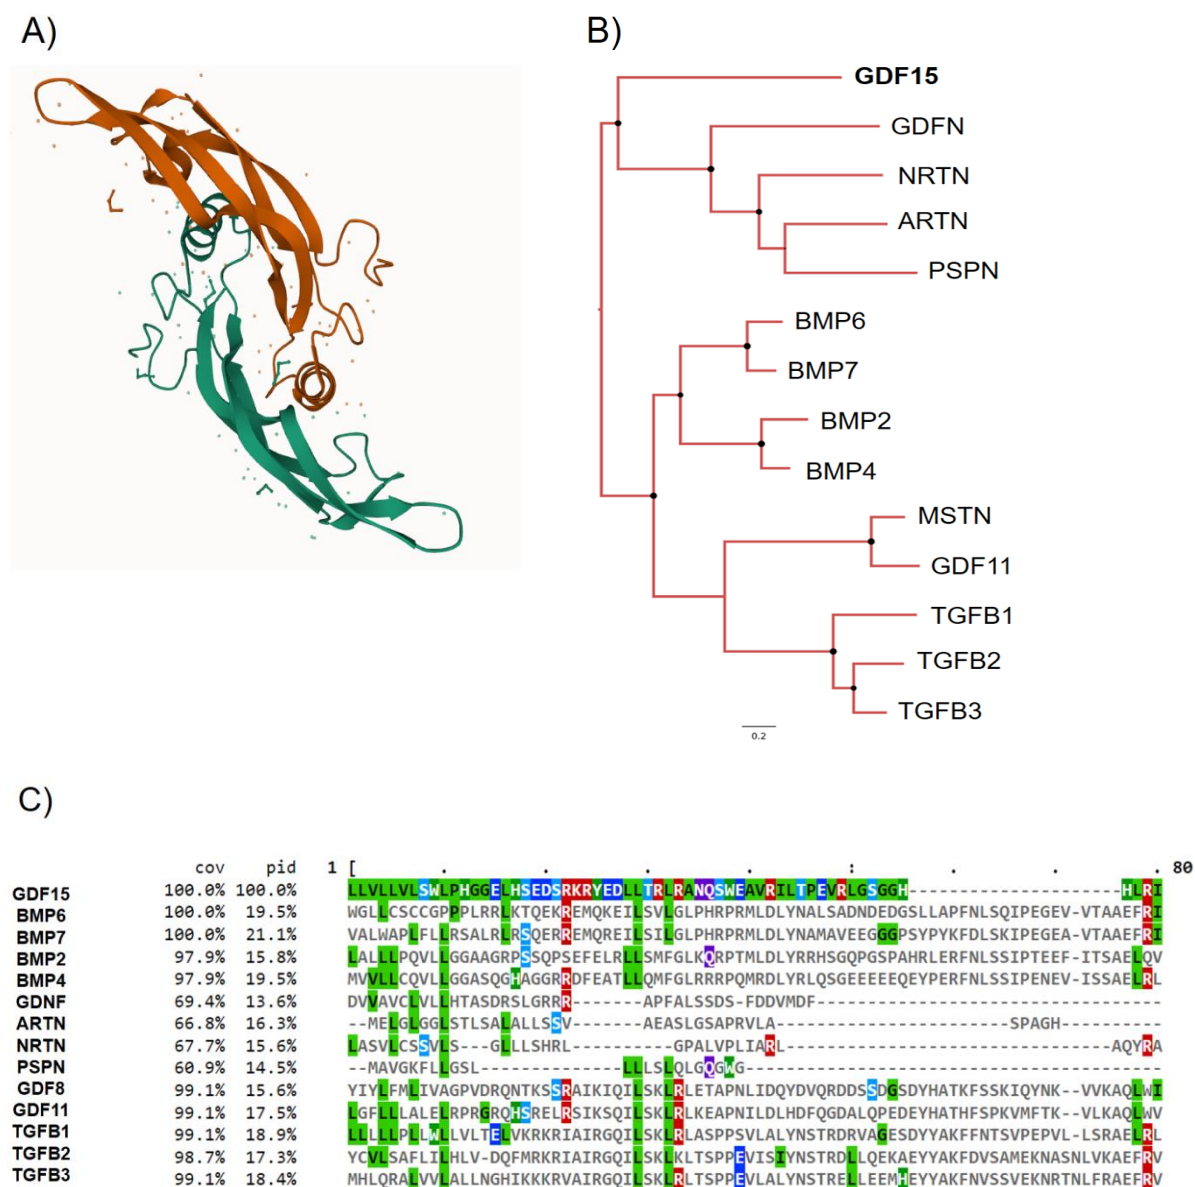 A)
B)
GDF15
GDFN
NRTN
ARTN
PSPN
BMP6
BMP7
BMP2
BMP4
MSTN
GDF11
TGFB1
TGFB2
TGFB3
0.2
C)
cov pid 1 [ . . . . : . . 80
GDF15 100.0% 100.0% LLVLLVLSWLPHGGELHSEDSRKRYEDLLTRLRANQSWEAVRILTPEVRLGSGGH---------------------HLRI
BMP6 100.0% 19.5% WGLLCSCCGPPPLRRLKTQEKREMQKEILSVLGLPHRPRMLDLYNALSADNDEDGSLLAPFNLSQIPEGEV-VTAAEFRI
BMP7 100.0% 21.1% VALWAPLFLLRSALRLRSQERREMQREILSILGLPHRPRMLDLYNAMAVEEGGGPSYPYKFDLSKIPEGEA-VTAAEFRI
BMP2 97.9% 15.8% LALLLPQVLLGGAAGRPSSQPSEFELRLLSMFGLKQRPTMLDLYRRHSGQPGSPAHRLERFNLSSIPTEEF-ITSAELQV
BMP4 97.9% 19.5% MVVLLCQVLLGGASQGHAGGRRDFEATLLQMFGLRRRPQMRDLYLQSGEEEEEQEPFNLSSIPENEV-ISSAELRL
GDNF 69.4% 13.6% DVVAVCLVLLHTASDRSLGRRR-------APFALSSDS-FDDVMDF----------------------------------
ARTN 66.8% 16.3% --MELGLGGLSTLSALALLSSV-------AEASLGSAPRVLA-----------------------SPAGH----------
NRTN 67.7% 15.6% LASVLCSSVLS---GLLLSHRL----------GPALVPLIARL--------------------------------AQYRA
PSPN 60.9% 14.5% --MAVGKFLLGSL--------------LLLSLQLGQGWG-----------------------------------------
GDF8 99.1% 15.6% YIYLFMLIVAGPVDRQNTKSSRAIKIQILSKLRLETAPNLIDQYDVQRDDSSDGSDYHATKFSSKIQYNK--VVKAQLWI
GDF11 99.1% 17.5% LGFLLLALELRPRGRQHSRELRSIKSQILSKLRLKEAPNILDLHDFQGDALQPEDEYHATHFSPKVMFTK--VLKAQLWV
TGFB1 99.1% 18.9% LLLLLPLLWLLVLTELVKRKRIAIRGQILSKLRLASPPSVLALYNSTRDRVAGESDYYAKFFNTSVPEPVL-LSRAELRL
TGFB2 98.7% 18.3% YCVLSAFLILHLV-DQFMRKRIAIRGQILSKLKLTSPPEVISIYNSTRDLLQEKAEYYAKFDVSAMEKNASNLVKAEFRV
TGFB3 99.1% 18.4% MHLQRALVVLALLNGHIKKKRVAIRGQILSKLRLTSPPEVLALYNSTRELLEEMHEYYAKFNVSSVEKNRTNLFRAEFRV